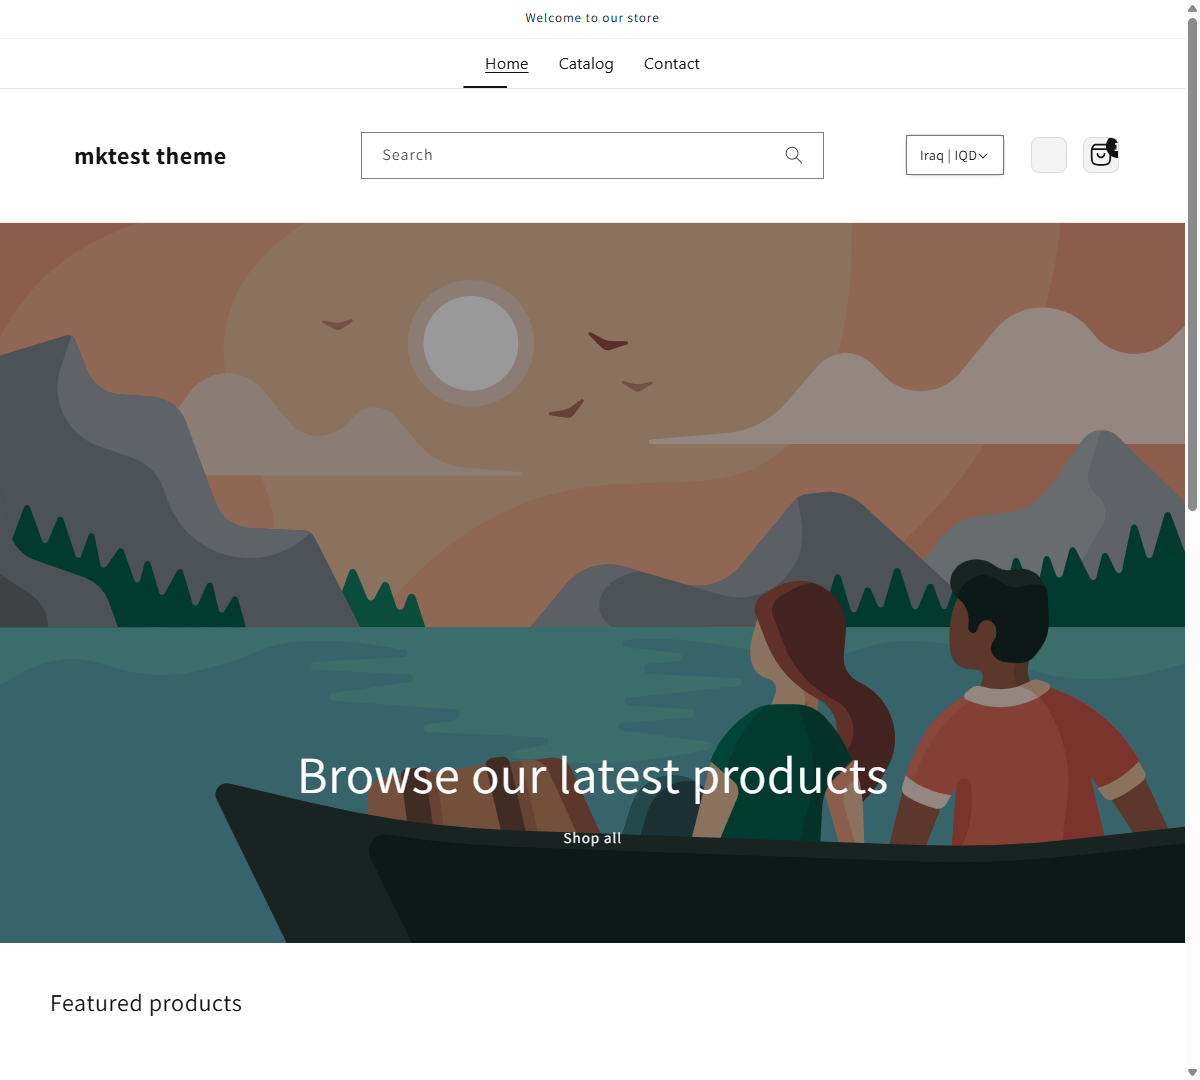 Welcome to our store
Home Catalog Contact
mktest theme
Search
Iraq | IQD
Browse our latest products
Shop all
Featured products